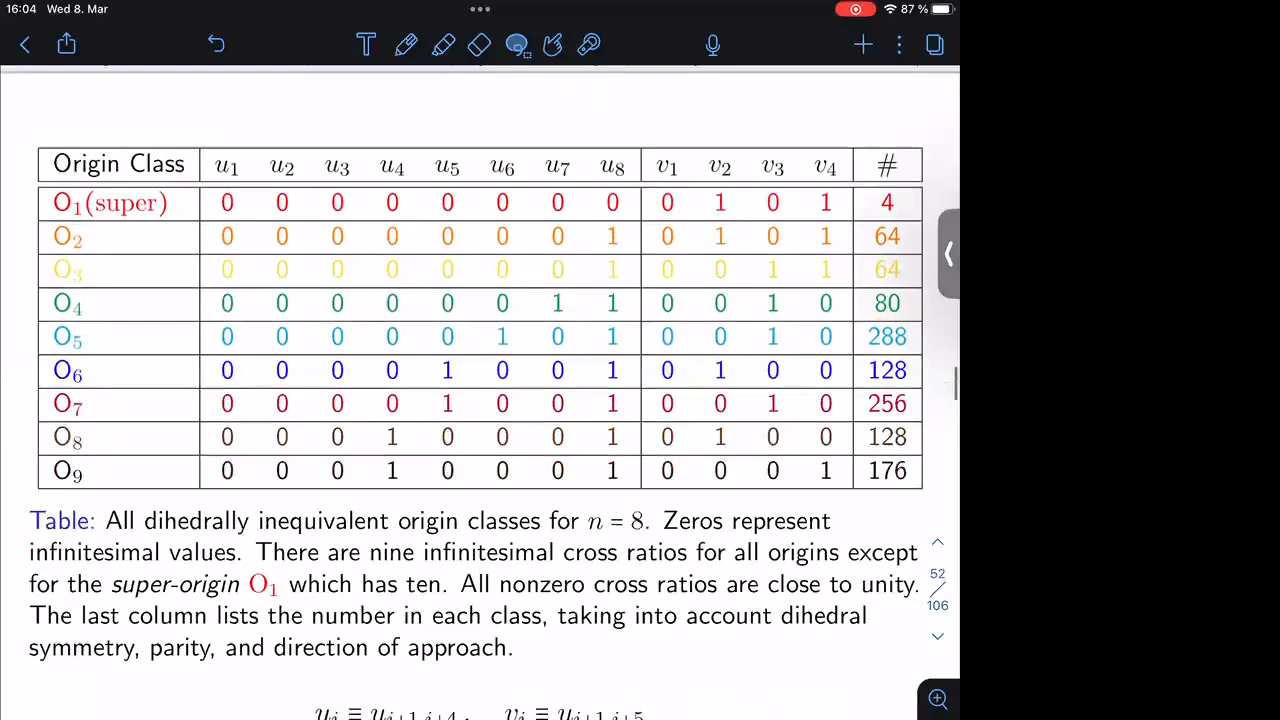 16:04 Wed 8. Mar 87 %
Origin Class u₁ u₂ u₃ u₄ u₅ u₆ u₇ u₈ v₁ v₂ v₃ v₄ #
O₁(super) 0 0 0 0 0 0 0 0 0 1 0 1 4
O₂ 0 0 0 0 0 0 0 1 0 1 0 1 64
O₃ 0 0 0 0 0 0 0 1 0 0 1 1 64
O₄ 0 0 0 0 0 0 1 1 0 0 1 0 80
O₅ 0 0 0 0 0 1 0 1 0 0 1 0 288
O₆ 0 0 0 0 1 0 0 1 0 1 0 0 128
O₇ 0 0 0 0 1 0 0 1 0 0 1 0 256
O₈ 0 0 0 1 0 0 0 1 0 1 0 0 128
O₉ 0 0 0 1 0 0 0 1 0 0 0 1 176
Table: All dihedrally inequivalent origin classes for n = 8. Zeros represent
infinitesimal values. There are nine infinitesimal cross ratios for all origins except
for the super-origin O₁ which has ten. All nonzero cross ratios are close to unity.
The last column lists the number in each class, taking into account dihedral
symmetry, parity, and direction of approach.
52
106
uᵢ ≡ uᵢ₊₁,ᵢ₊₄ , vᵢ ≡ uᵢ₊₁,ᵢ₊₅